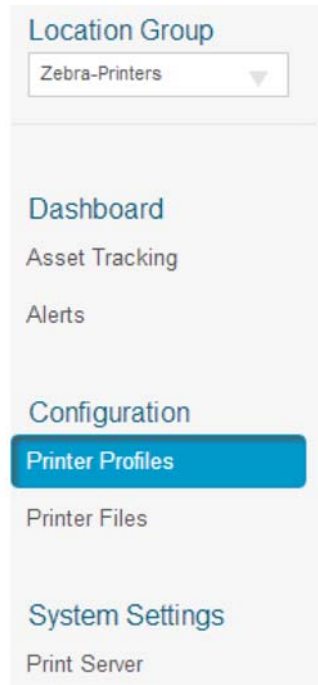 Location Group
Zebra-Printers
Dashboard
Asset Tracking
Alerts
Configuration
Printer Profiles
Printer Files
System Settings
Print Server